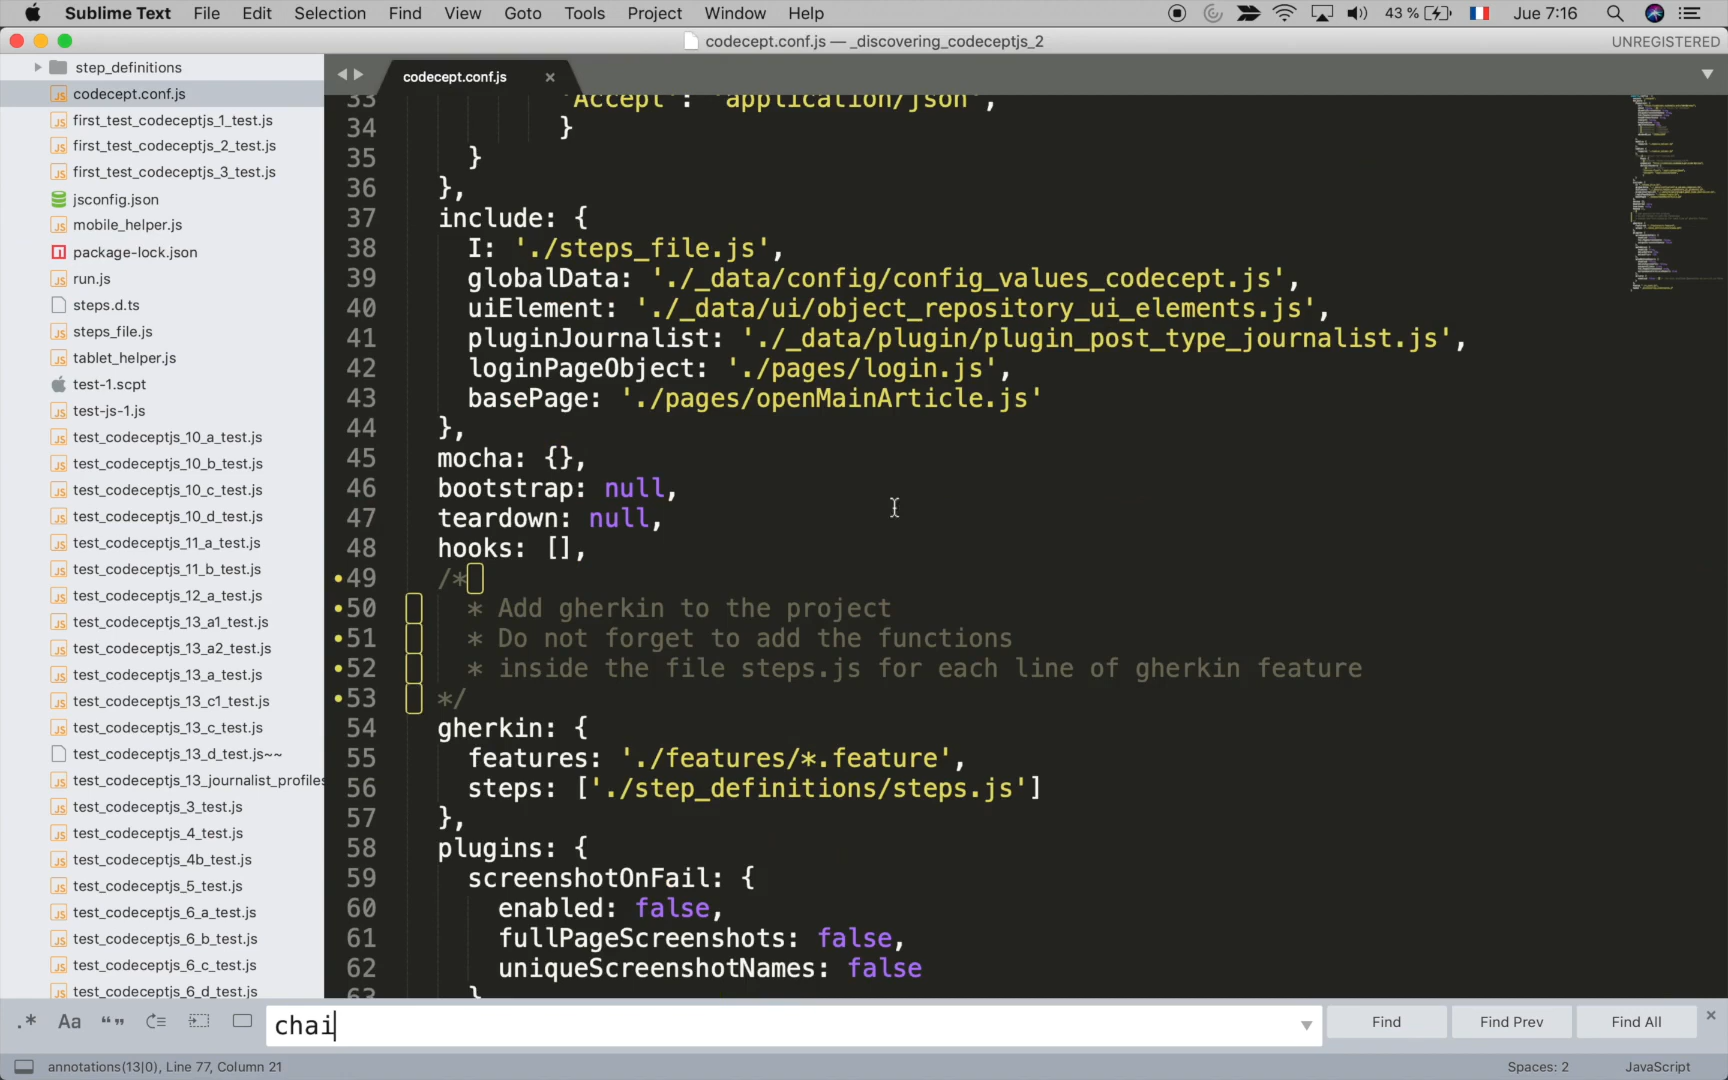 Sublime Text File Edit Selection Find View Goto Tools Project Window Help 43 % Jue 7:16
codecept.conf.js — _discovering_codeceptjs_2 UNREGISTERED
step_definitions
codecept.conf.js
first_test_codeceptjs_1_test.js
first_test_codeceptjs_2_test.js
first_test_codeceptjs_3_test.js
jsconfig.json
mobile_helper.js
package-lock.json
run.js
steps.d.ts
steps_file.js
tablet_helper.js
test-1.scpt
test-js-1.js
test_codeceptjs_10_a_test.js
test_codeceptjs_10_b_test.js
test_codeceptjs_10_c_test.js
test_codeceptjs_10_d_test.js
test_codeceptjs_11_a_test.js
test_codeceptjs_11_b_test.js
test_codeceptjs_12_a_test.js
test_codeceptjs_13_a1_test.js
test_codeceptjs_13_a2_test.js
test_codeceptjs_13_a_test.js
test_codeceptjs_13_c1_test.js
test_codeceptjs_13_c_test.js
test_codeceptjs_13_d_test.js~~
test_codeceptjs_13_journalist_profiles
test_codeceptjs_3_test.js
test_codeceptjs_4_test.js
test_codeceptjs_4b_test.js
test_codeceptjs_5_test.js
test_codeceptjs_6_a_test.js
test_codeceptjs_6_b_test.js
test_codeceptjs_6_c_test.js
test_codeceptjs_6_d_test.js
codecept.conf.js
33 'Accept': 'application/json',
34 }
35 }
36 },
37 include: {
38 I: './steps_file.js',
39 globalData: './_data/config/config_values_codecept.js',
40 uiElement: './_data/ui/object_repository_ui_elements.js',
41 pluginJournalist: './_data/plugin/plugin_post_type_journalist.js',
42 loginPageObject: './pages/login.js',
43 basePage: './pages/openMainArticle.js'
44 },
45 mocha: {},
46 bootstrap: null,
47 teardown: null,
48 hooks: [],
49 /*
50 * Add gherkin to the project
51 * Do not forget to add the functions
52 * inside the file steps.js for each line of gherkin feature
53 */
54 gherkin: {
55 features: './features/*.feature',
56 steps: ['./step_definitions/steps.js']
57 },
58 plugins: {
59 screenshotOnFail: {
60 enabled: false,
61 fullPageScreenshots: false,
62 uniqueScreenshotNames: false
63 }
.* Aa “” chai Find Find Prev Find All
annotations(13|0), Line 77, Column 21 Spaces: 2 JavaScript